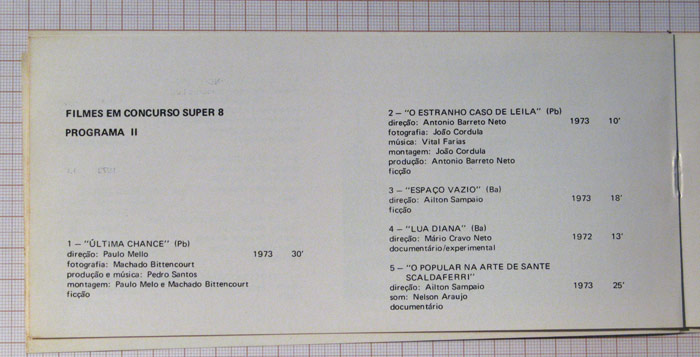 FILMES EM CONCURSO SUPER 8
PROGRAMA II
1 – "ÚLTIMA CHANCE" (Pb)
direção: Paulo Mello 1973 30'
fotografia: Machado Bittencourt
produção e música: Pedro Santos
montagem: Paulo Melo e Machado Bittencourt
ficção
2 – "O ESTRANHO CASO DE LEILA" (Pb)
direção: Antonio Barreto Neto 1973 10'
fotografia: João Cordula
música: Vital Farias
montagem: João Cordula
produção: Antonio Barreto Neto
ficção
3 – "ESPAÇO VAZIO" (Ba)
direção: Ailton Sampaio 1973 18'
ficção
4 – "LUA DIANA" (Ba)
direção: Mário Cravo Neto 1972 13'
documentário/experimental
5 – "O POPULAR NA ARTE DE SANTE
SCALDAFERRI"
direção: Ailton Sampaio 1973 25'
som: Nelson Araujo
documentário